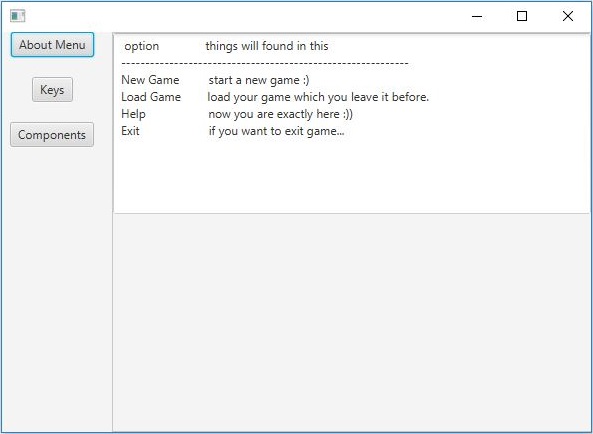 About Menu
Keys
Components
option things will found in this
------------------------------------------------------------
New Game start a new game :)
Load Game load your game which you leave it before.
Help now you are exactly here :))
Exit if you want to exit game...